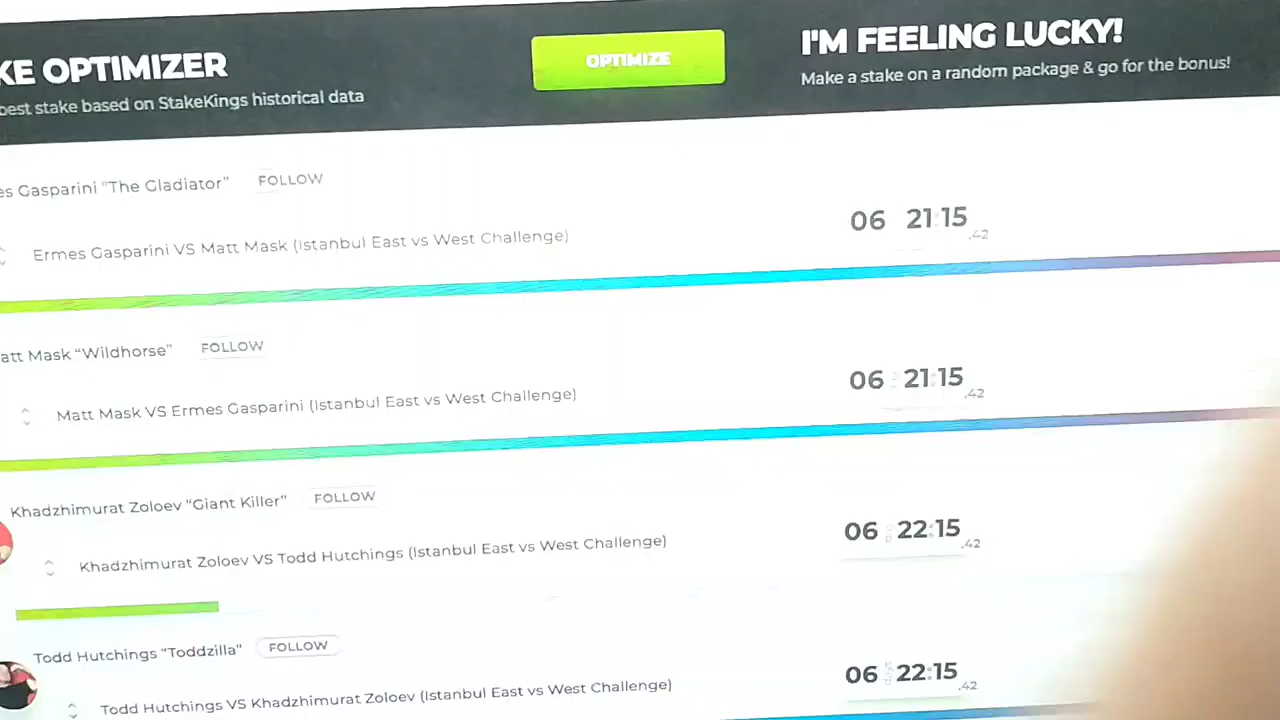 KE OPTIMIZER
best stake based on StakeKings historical data
OPTIMIZE
I'M FEELING LUCKY!
Make a stake on a random package & go for the bonus!
es Gasparini "The Gladiator"
FOLLOW
Ermes Gasparini VS Matt Mask (Istanbul East vs West Challenge)
06 21:15 .42
att Mask "Wildhorse"
FOLLOW
Matt Mask VS Ermes Gasparini (Istanbul East vs West Challenge)
06 21:15 .42
Khadzhimurat Zoloev "Giant Killer"
FOLLOW
Khadzhimurat Zoloev VS Todd Hutchings (Istanbul East vs West Challenge)
06 22:15 .42
Todd Hutchings "Toddzilla"
FOLLOW
Todd Hutchings VS Khadzhimurat Zoloev (Istanbul East vs West Challenge)
06 22:15 .42